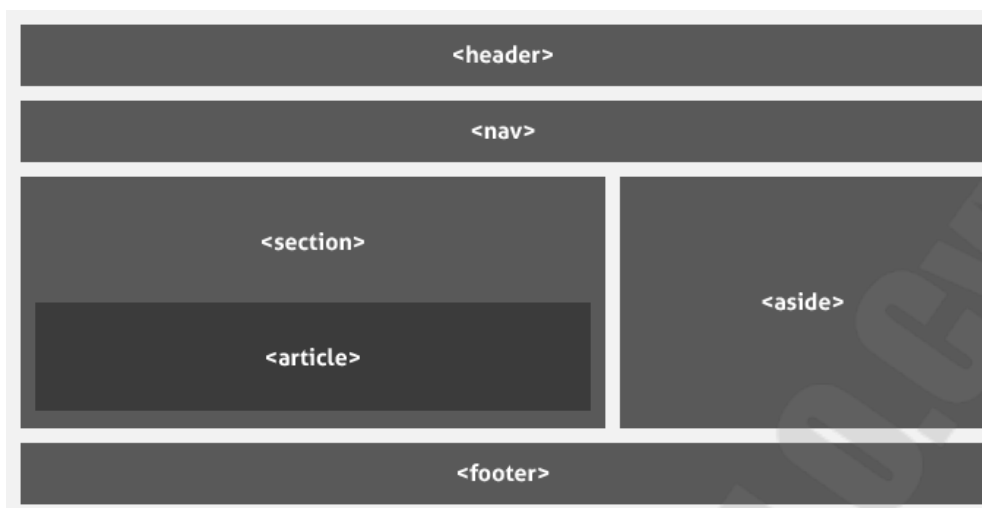 <header>
<nav>
<section>
<aside>
<article>
<footer>